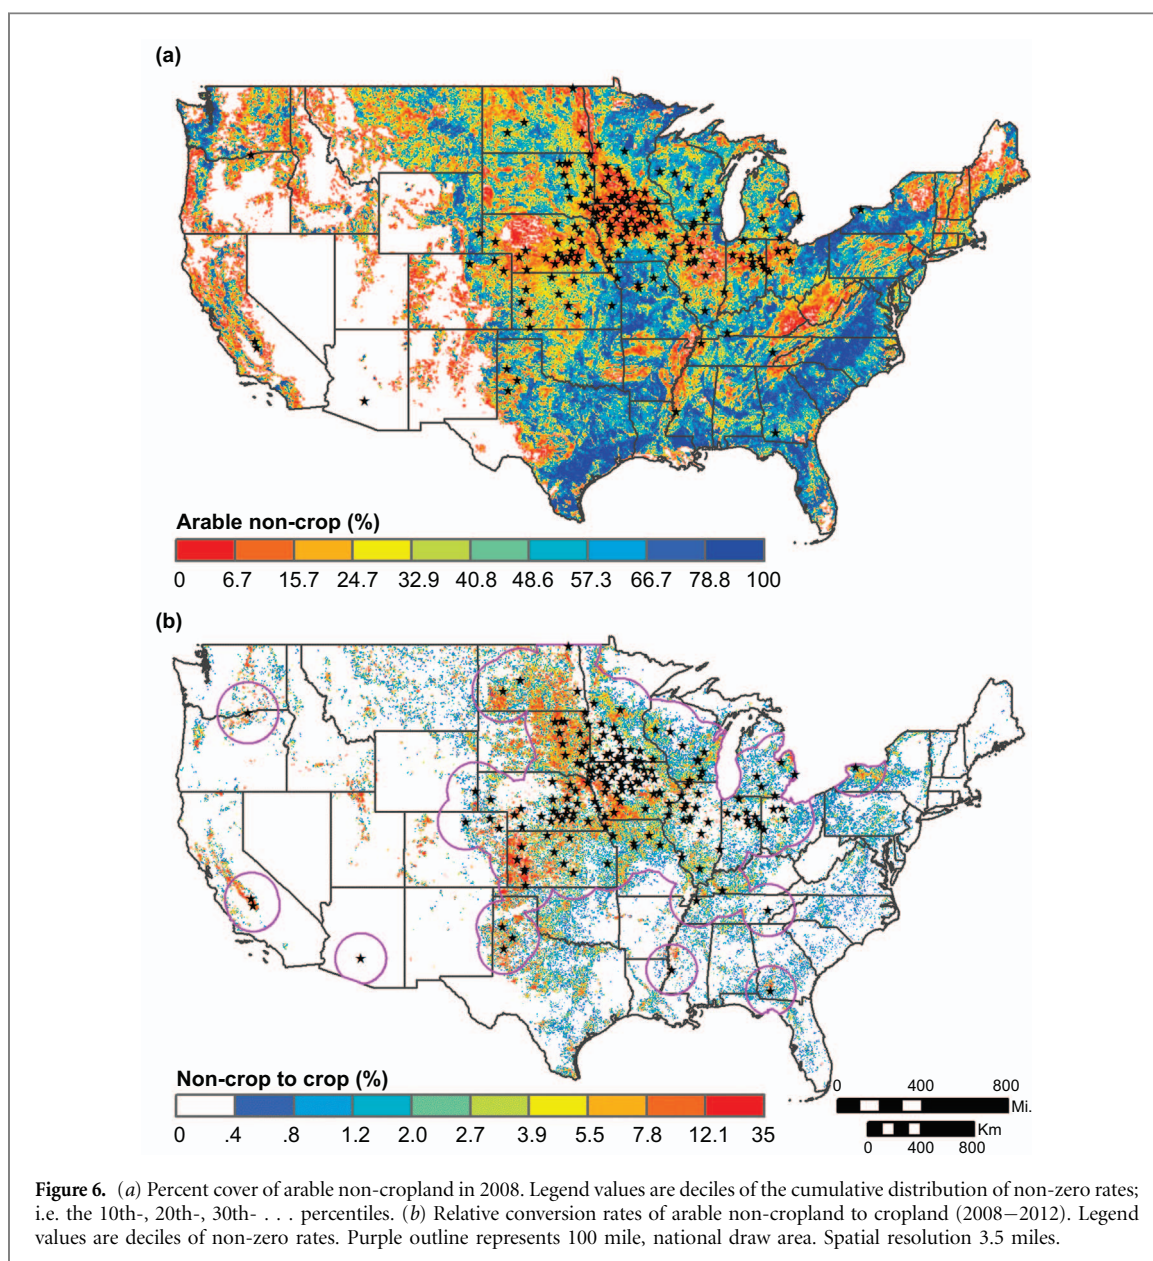 (a)
Arable non-crop (%)
0 6.7 15.7 24.7 32.9 40.8 48.6 57.3 66.7 78.8 100
(b)
Non-crop to crop (%)
0 .4 .8 1.2 2.0 2.7 3.9 5.5 7.8 12.1 35
0 400 800
Mi.
Km
0 400 800
Figure 6. (a) Percent cover of arable non-cropland in 2008. Legend values are deciles of the cumulative distribution of non-zero rates;
i.e. the 10th-, 20th-, 30th- . . . percentiles. (b) Relative conversion rates of arable non-cropland to cropland (2008–2012). Legend
values are deciles of non-zero rates. Purple outline represents 100 mile, national draw area. Spatial resolution 3.5 miles.